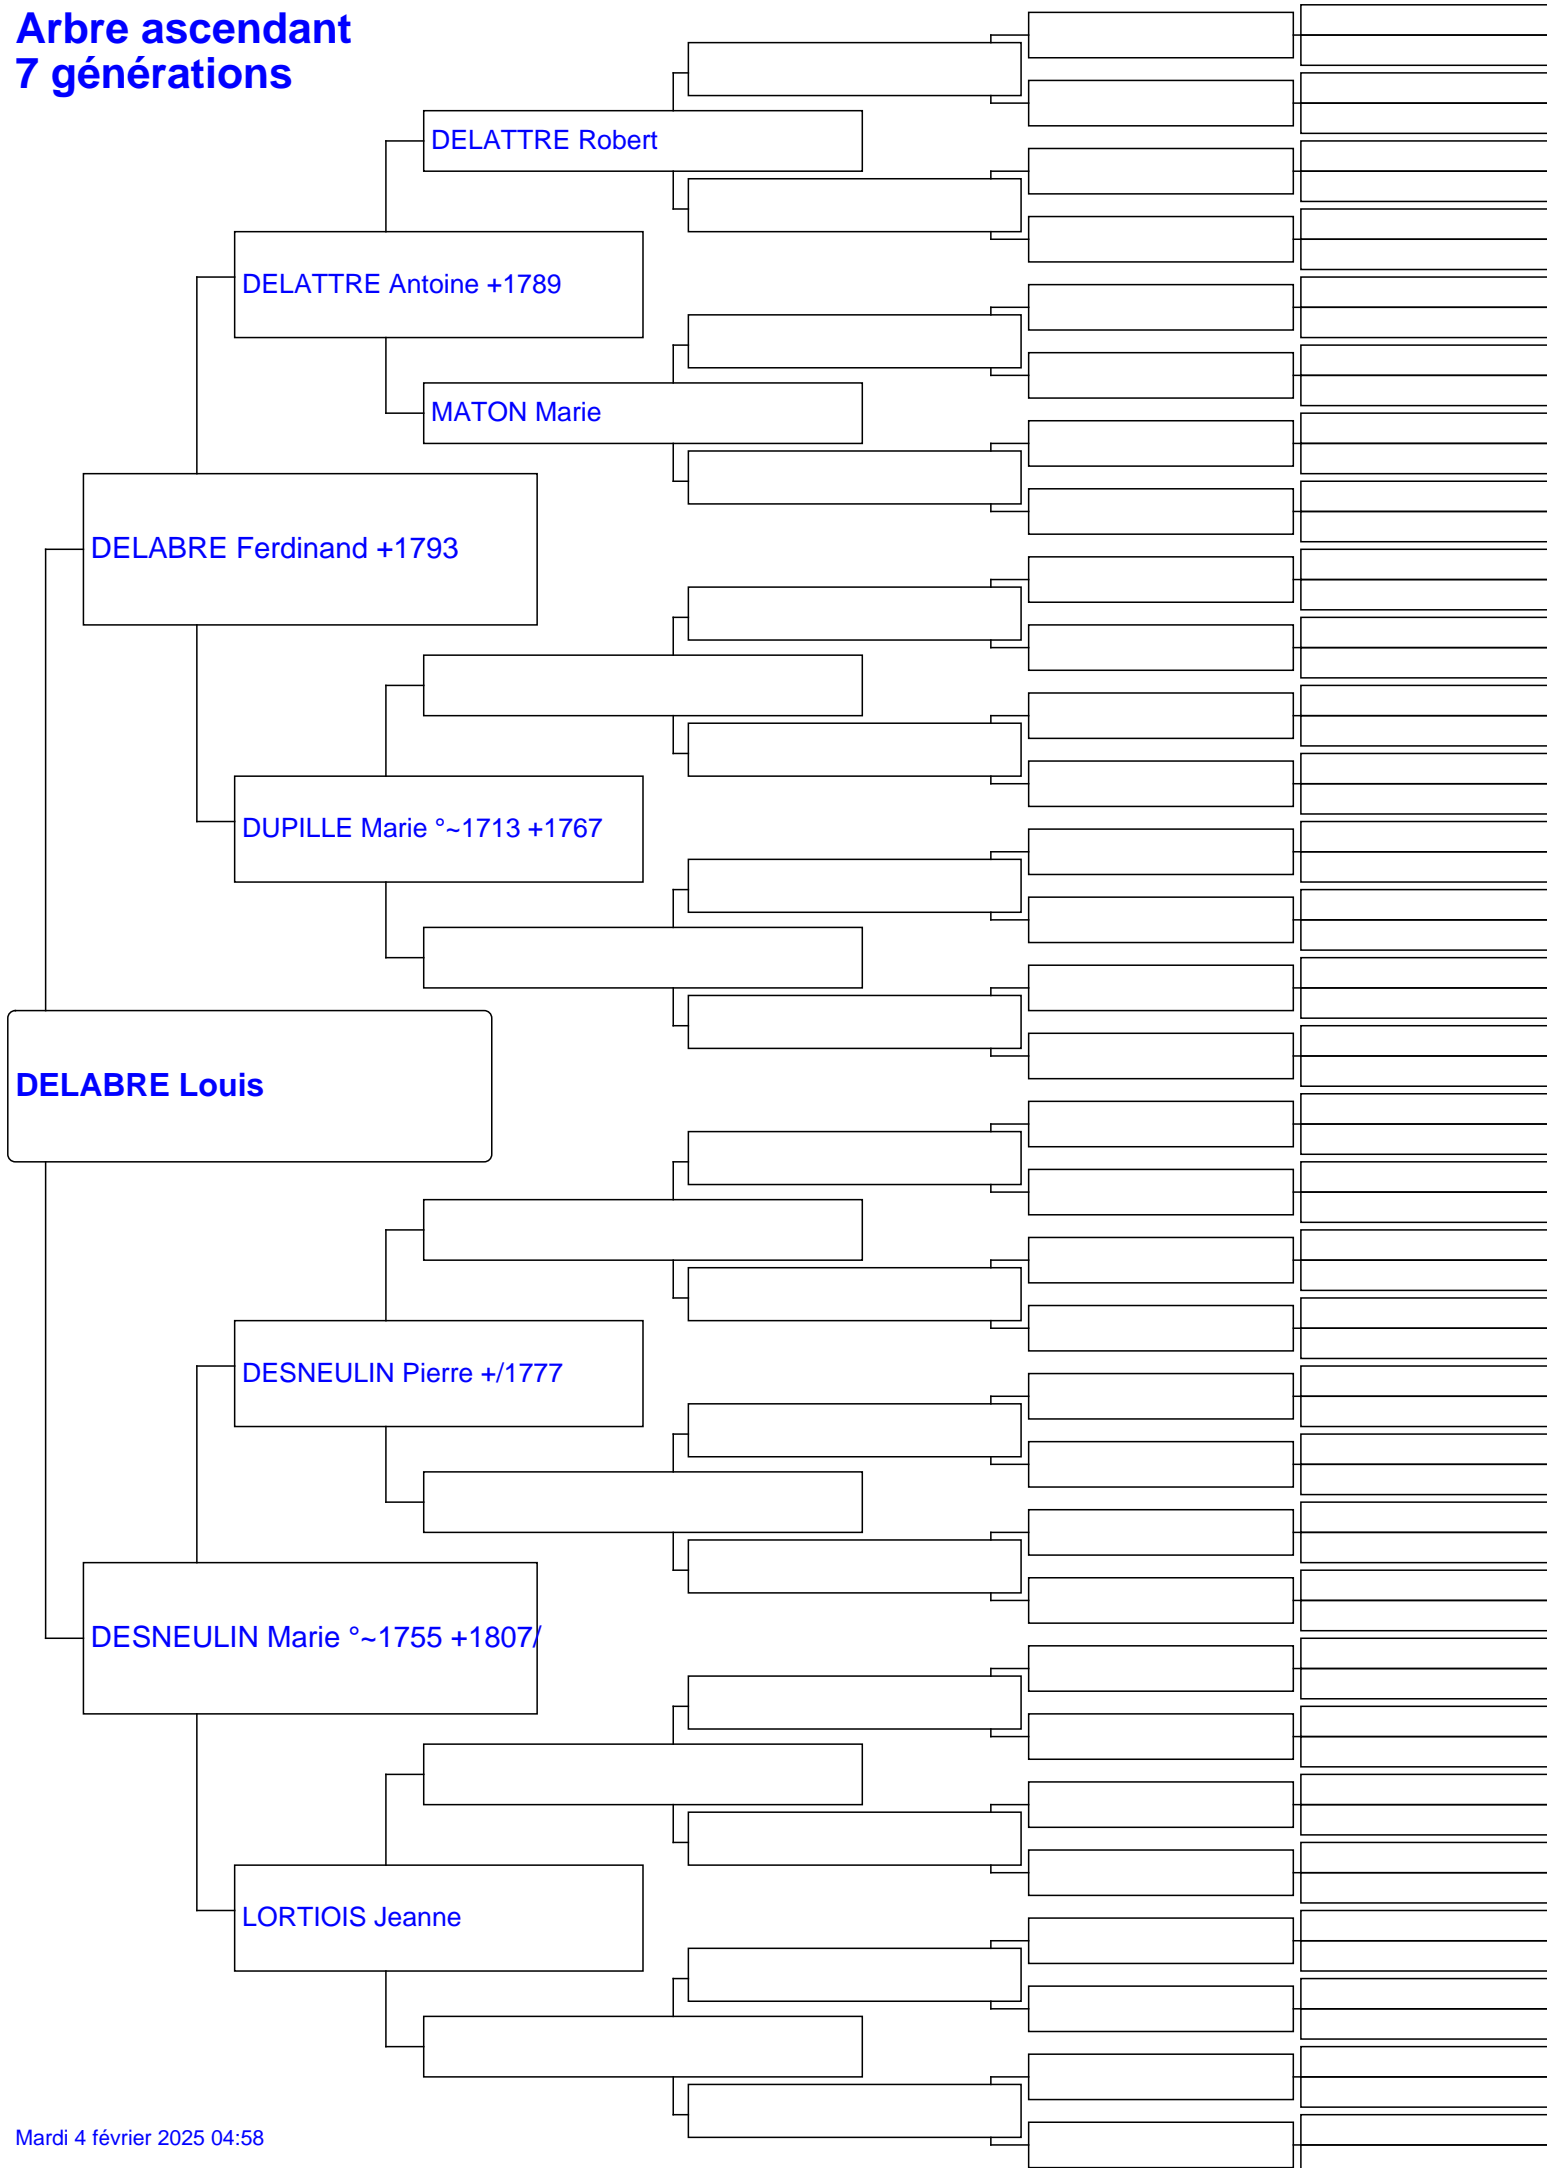 Arbre ascendant
7 générations
DELATTRE Robert
DELATTRE Antoine +1789
MATON Marie
DELABRE Ferdinand +1793
DUPILLE Marie °~1713 +1767
DELABRE Louis
DESNEULIN Pierre +/1777
DESNEULIN Marie °~1755 +1807/
LORTIOIS Jeanne
Mardi 4 février 2025 04:58